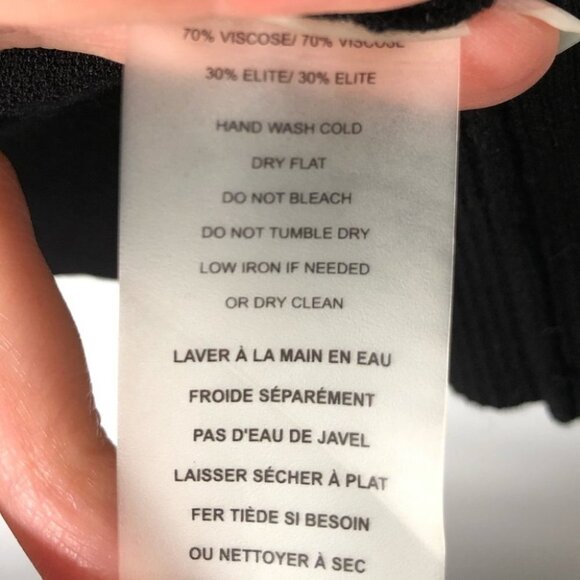 70% VISCOSE/ 70% VISCOSE
30% ELITE/ 30% ELITE
HAND WASH COLD
DRY FLAT
DO NOT BLEACH
DO NOT TUMBLE DRY
LOW IRON IF NEEDED
OR DRY CLEAN
LAVER À LA MAIN EN EAU
FROIDE SÉPARÉMENT
PAS D'EAU DE JAVEL
LAISSER SÉCHER À PLAT
FER TIÈDE SI BESOIN
OU NETTOYER À SEC